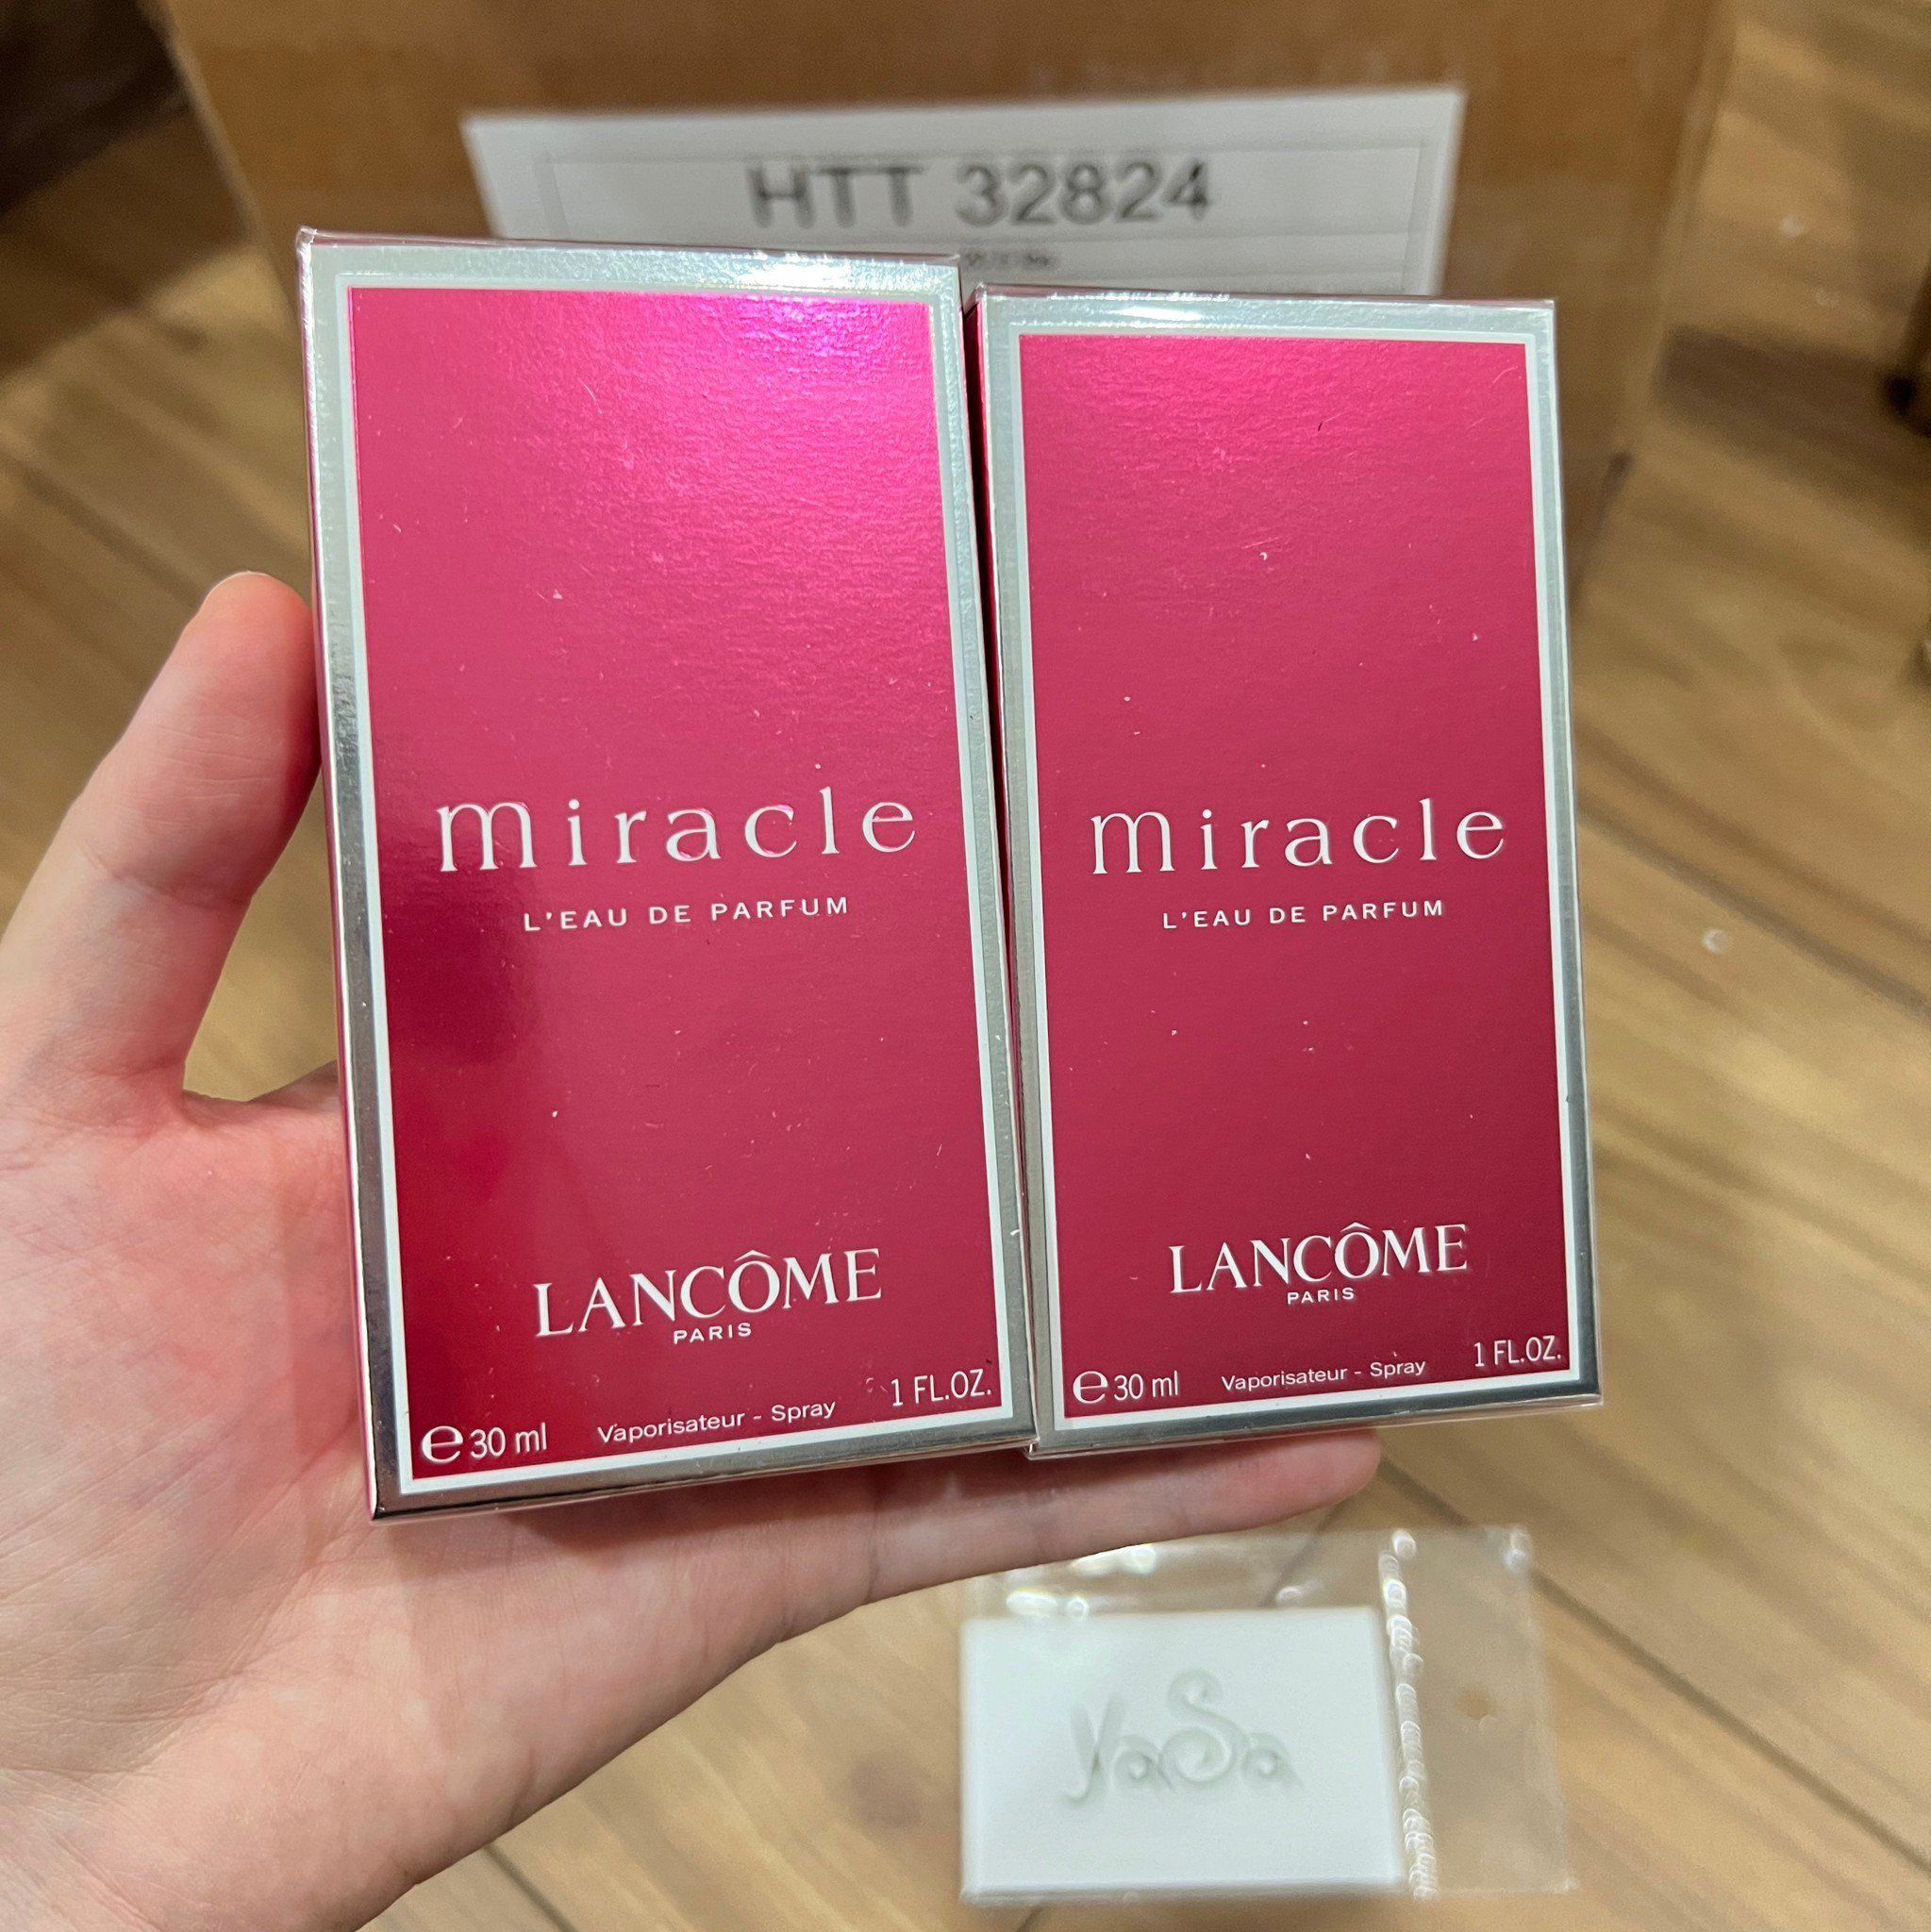 HTT 32824
miracle
L'EAU DE PARFUM
LANCÔME
PARIS
e 30 ml Vaporisateur - Spray 1 FL.OZ.
miracle
L'EAU DE PARFUM
LANCÔME
PARIS
e 30 ml Vaporisateur - Spray 1 FL.OZ.
YaSa